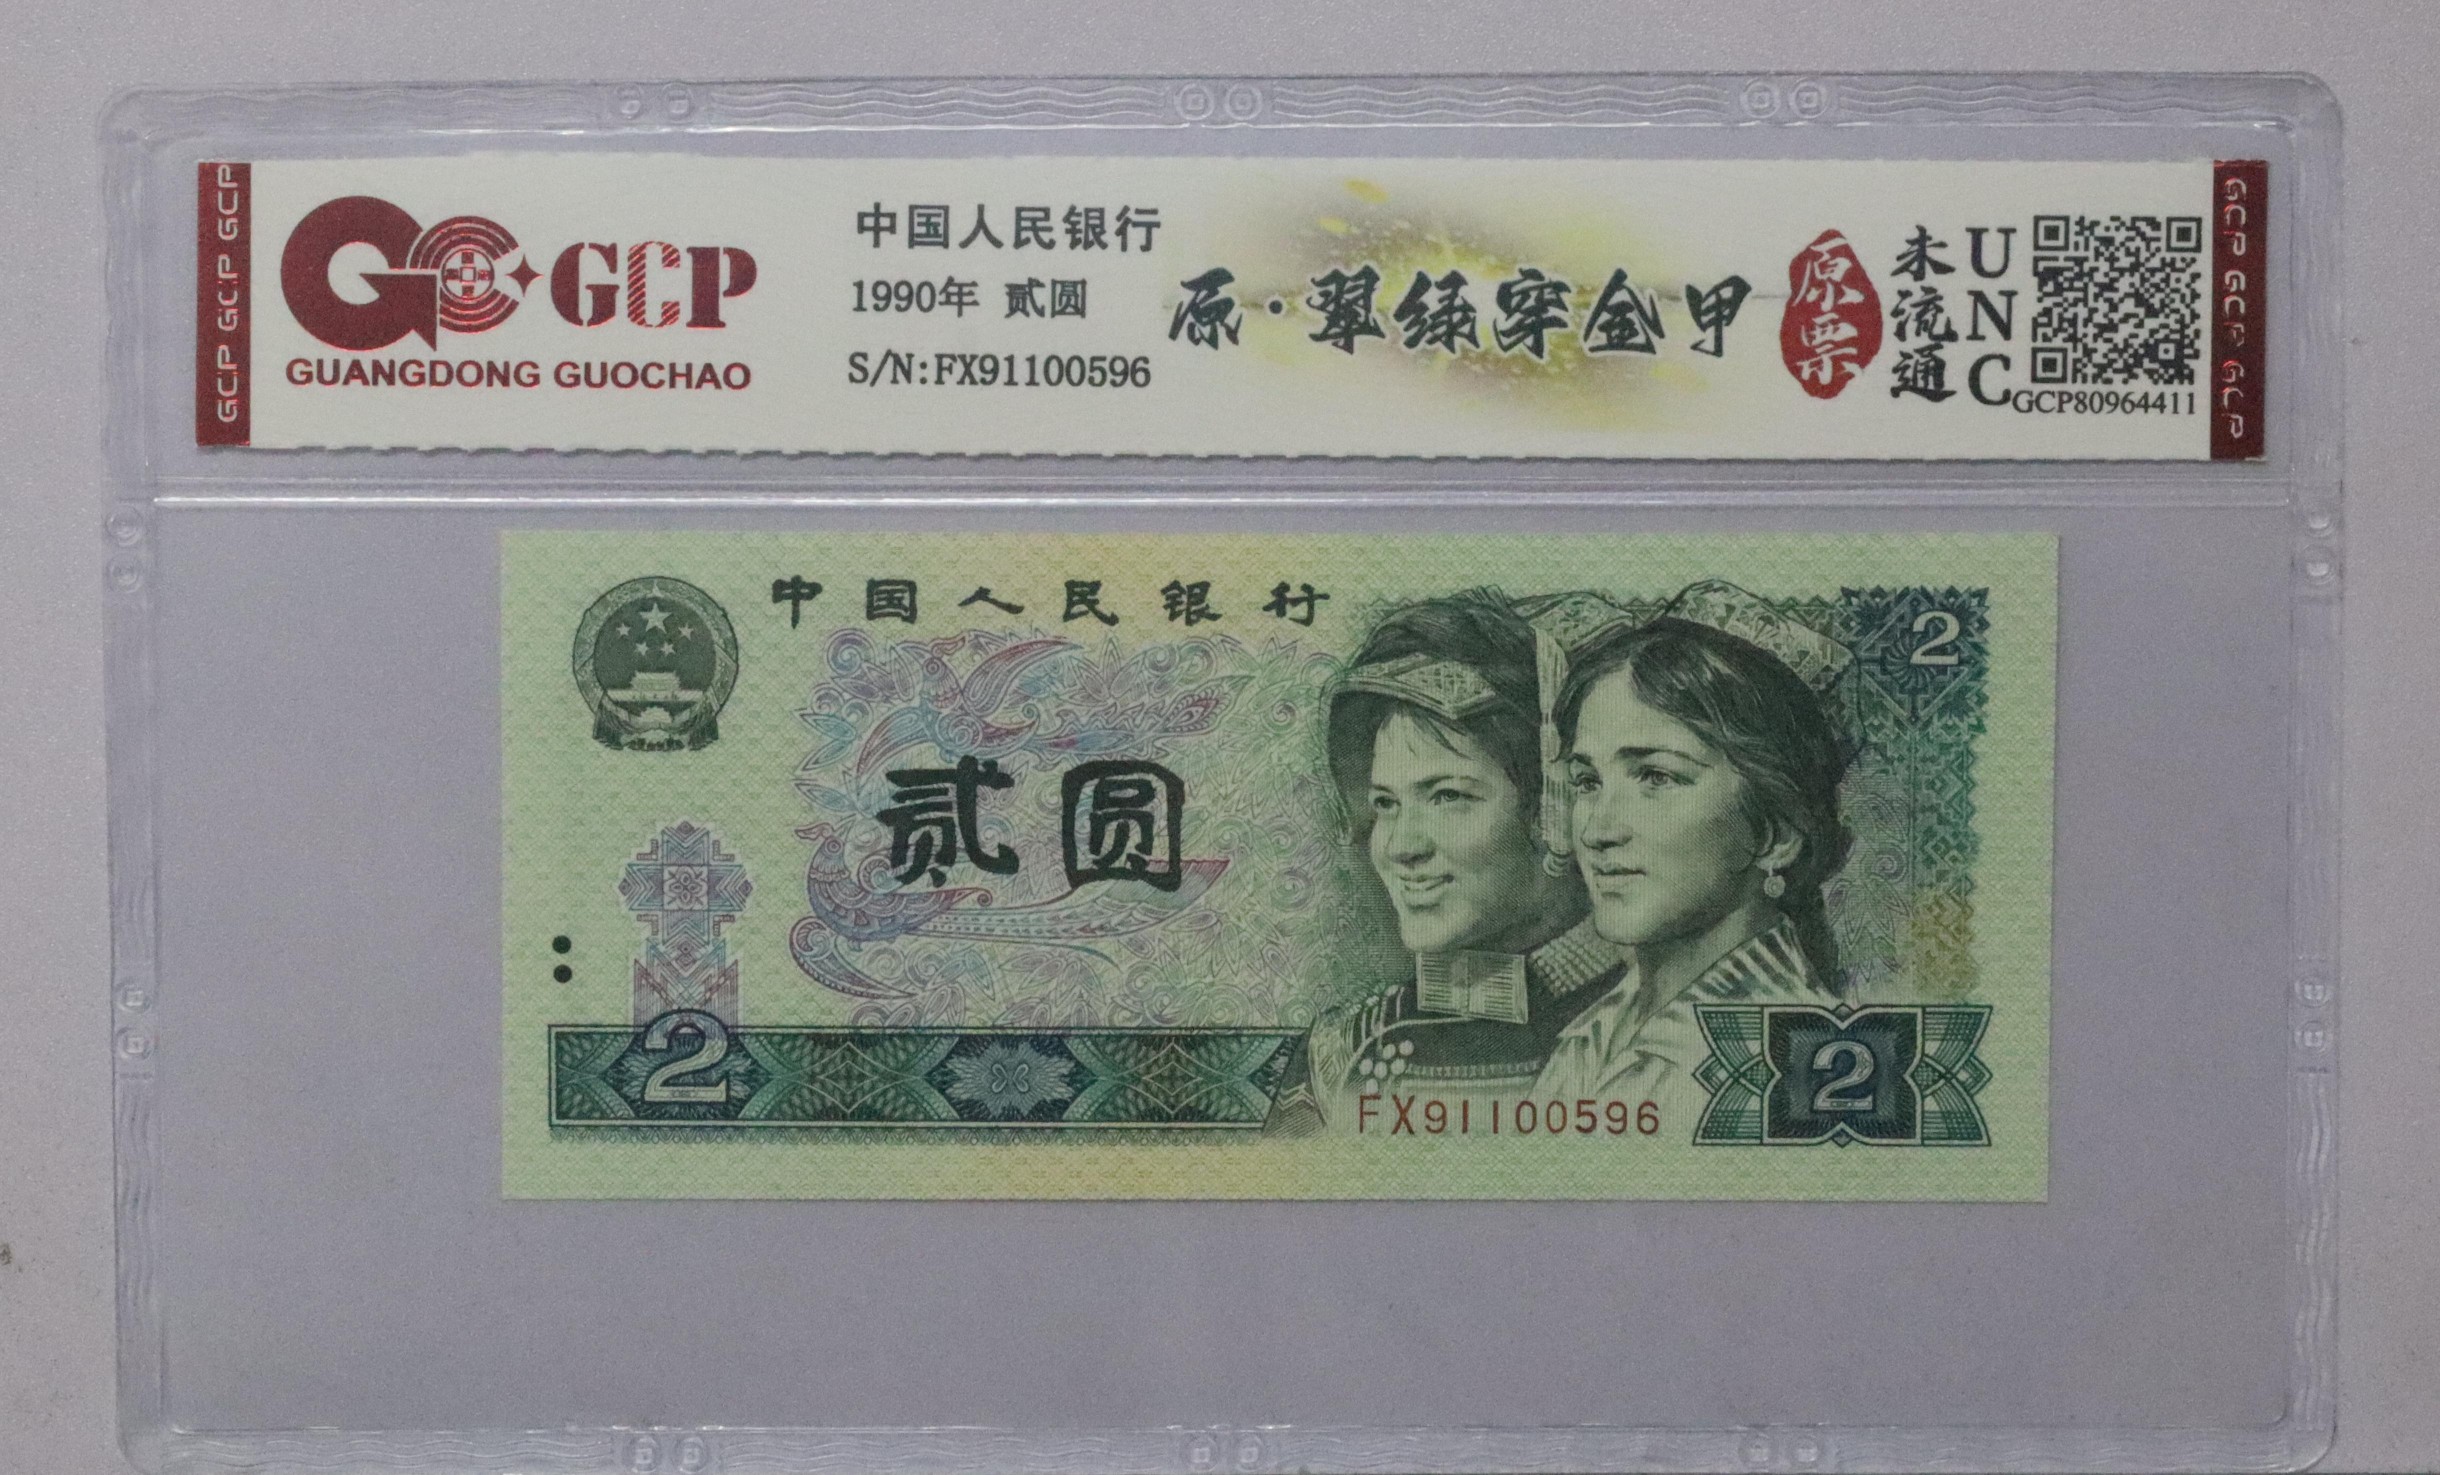 GCP GCP GCP
GCP
GUANGDONG GUOCHAO
中国人民银行
1990年 贰圆
S/N:FX91100596
原·翠绿穿金甲
原票
未流通
UNC
GCP80964411
GCP GCP GCP
中国人民银行
2
贰圆
2
FX91100596
2